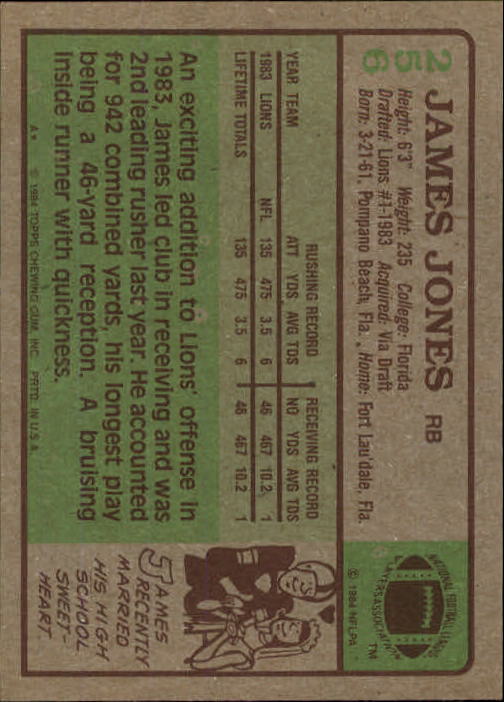 256
JAMES JONES RB
Height: 6'3" Weight: 235 College: Florida
Drafted: Lions #1-1983 Acquired: Via Draft
Born: 3-21-61, Pompano Beach, Fla. Home: Fort Lau'dale, Fla.
NATIONAL FOOTBALL LEAGUE
PLAYERS ASSOCIATION
TM
© 1984 NFLPA
RUSHING RECORD RECEIVING RECORD
YEAR TEAM ATT YDS AVG TDS NO YDS AVG TDS
1983 LIONS NFL 135 475 3.5 6 46 467 10.2 1
LIFETIME TOTALS 135 475 3.5 6 46 467 10.2 1
An exciting addition to Lions' offense in
1983, James led club in receiving and was
2nd leading rusher last year. He accounted
for 942 combined yards, his longest play
being a 46-yard reception. A bruising
inside runner with quickness.
A* © 1984 TOPPS CHEWING GUM, INC. PRTD. IN U.S.A.
JAMES
RECENTLY
MARRIED
HIS HIGH
SCHOOL
SWEET-
HEART.